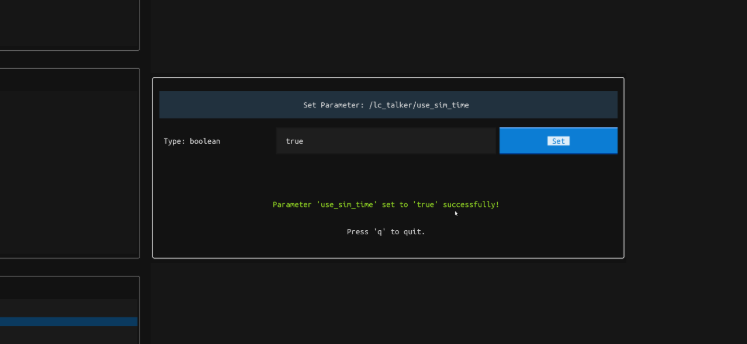 Set Parameter: /lc_talker/use_sim_time
Type: boolean true Set
Parameter 'use_sim_time' set to 'true' successfully!
Press 'q' to quit.